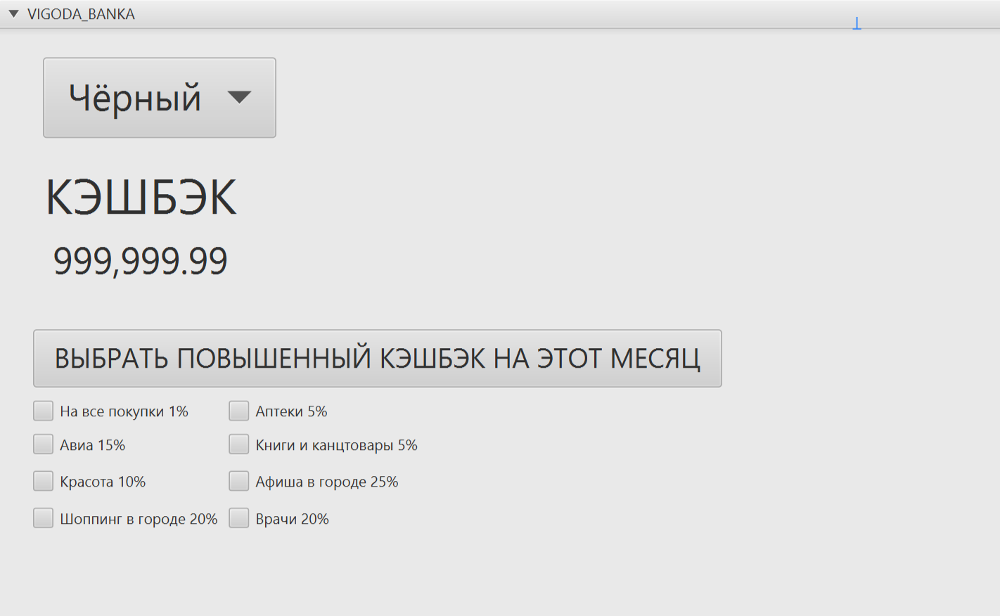 VIGODA_BANKA
Чёрный
КЭШБЭК
999,999.99
ВЫБРАТЬ ПОВЫШЕННЫЙ КЭШБЭК НА ЭТОТ МЕСЯЦ
На все покупки 1% Аптеки 5%
Авиа 15% Книги и канцтовары 5%
Красота 10% Афиша в городе 25%
Шоппинг в городе 20% Врачи 20%